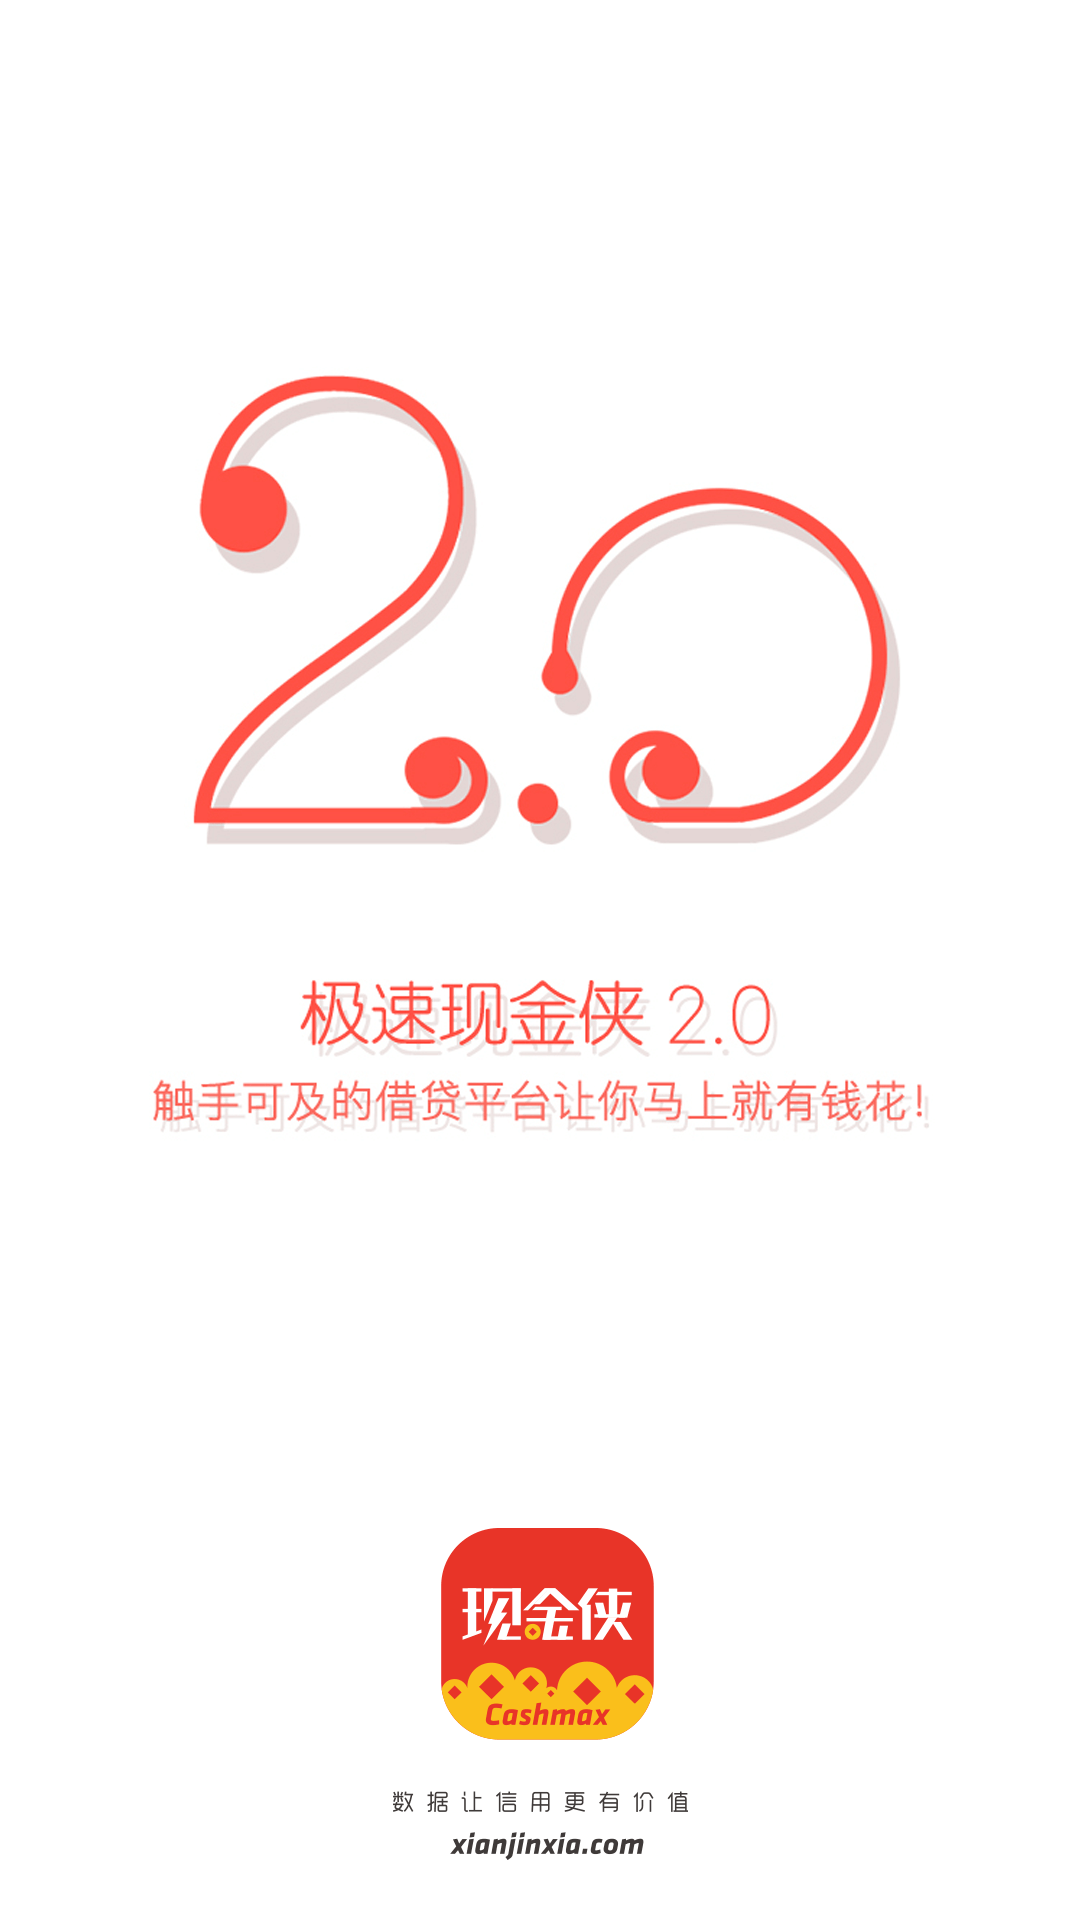 2.0
极速现金侠 2.0
触手可及的借贷平台让你马上就有钱花!
现金侠
Cashmax
数据让信用更有价值
xianjinxia.com